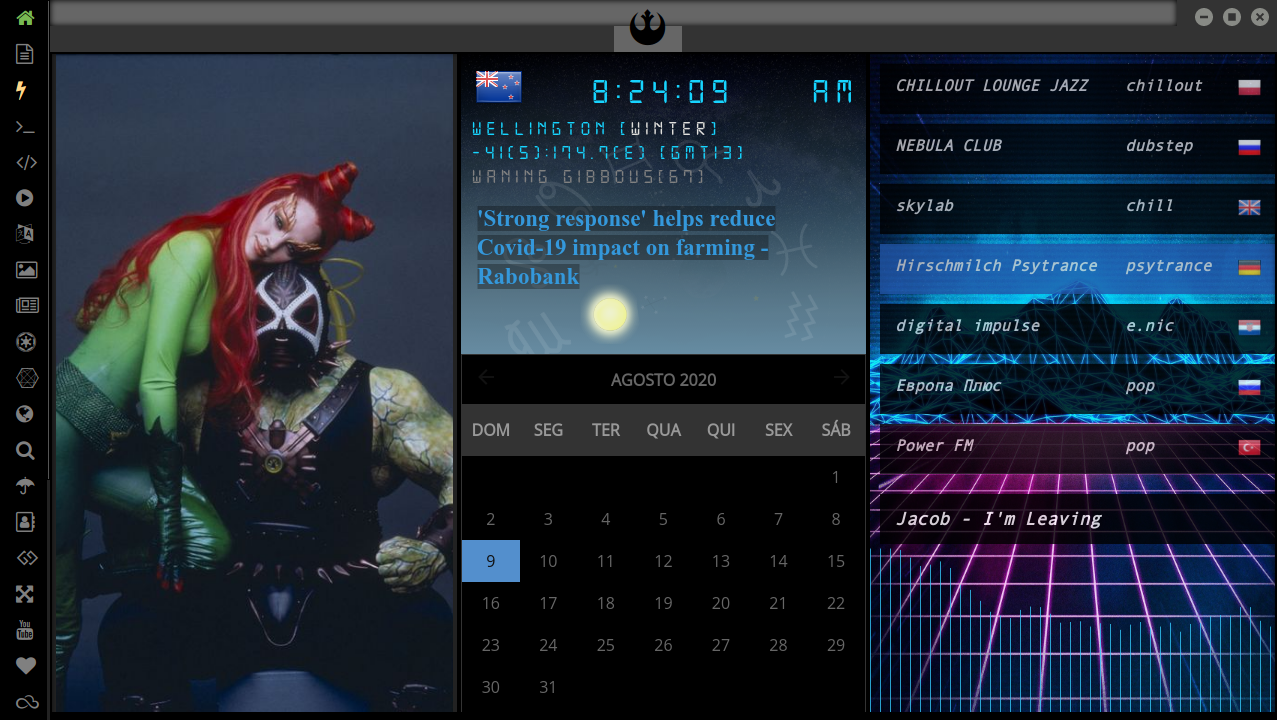 8:24:09 AM
WELLINGTON (WINTER)
-41(S):174.7(E) (GMT13)
WANING GIBBOUS(67)
'Strong response' helps reduce
Covid-19 impact on farming -
Rabobank
AGOSTO 2020
DOM SEG TER QUA QUI SEX SÁB
1
2 3 4 5 6 7 8
9 10 11 12 13 14 15
16 17 18 19 20 21 22
23 24 25 26 27 28 29
30 31
CHILLOUT LOUNGE JAZZ chillout
NEBULA CLUB dubstep
skylab chill
Hirschmilch Psytrance psytrance
digital impulse e.nic
Европа Плюс pop
Power FM pop
Jacob - I'm Leaving
You
Tube